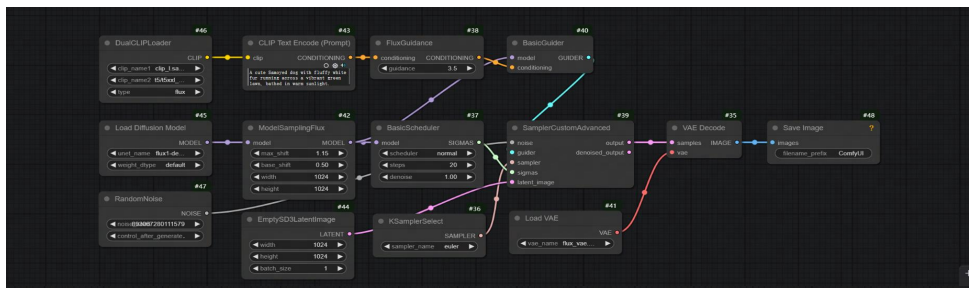 #46
DualCLIPLoader
CLIP
clip_name1 clip_l.sa...
clip_name2 t5/t5xxl_...
type flux
#43
CLIP Text Encode (Prompt)
clip CONDITIONING
A cute Samoyed dog with fluffy white
fur running across a vibrant green
lawn, bathed in warm sunlight.
#38
FluxGuidance
conditioning CONDITIONING
guidance 3.5
#40
BasicGuider
model GUIDER
conditioning
#45
Load Diffusion Model
MODEL
unet_name flux1-de...
weight_dtype default
#42
ModelSamplingFlux
model MODEL
max_shift 1.15
base_shift 0.50
width 1024
height 1024
#37
BasicScheduler
model SIGMAS
scheduler normal
steps 20
denoise 1.00
#39
SamplerCustomAdvanced
noise output
guider denoised_output
sampler
sigmas
latent_image
#35
VAE Decode
samples IMAGE
vae
#48
Save Image ?
images
filename_prefix ComfyUI
#47
RandomNoise
NOISE
control_after_generate...
#44
EmptySD3LatentImage
LATENT
width 1024
height 1024
batch_size 1
#36
KSamplerSelect
SAMPLER
sampler_name euler
#41
Load VAE
VAE
vae_name flux_vae....